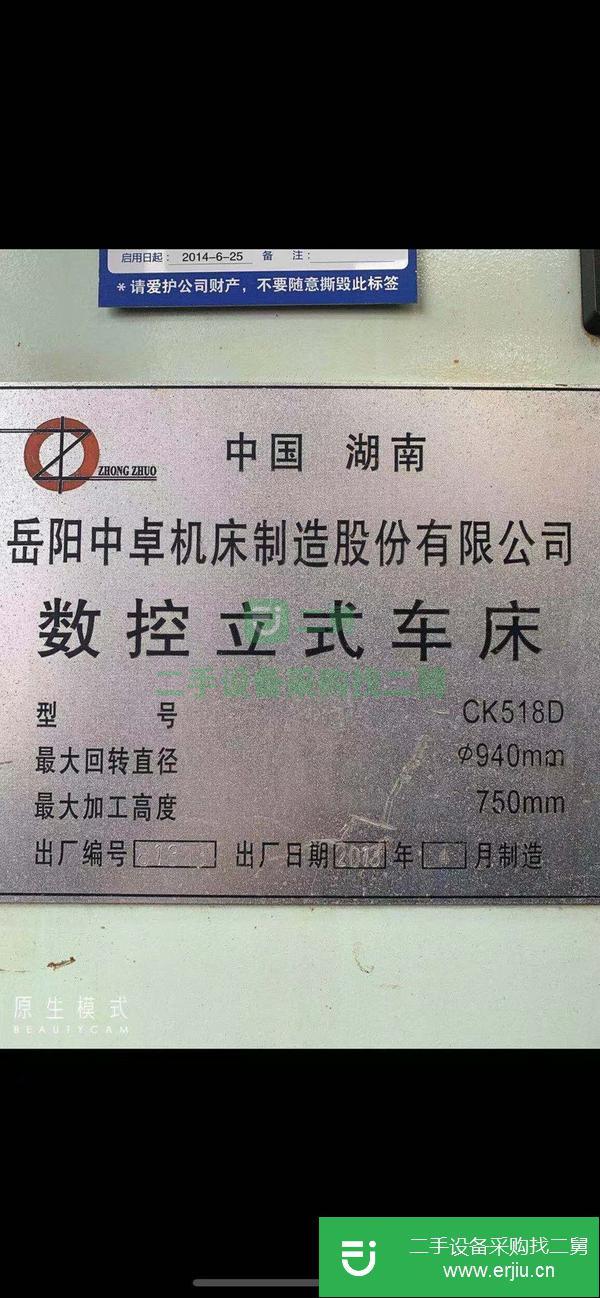 启用日起： 2014-6-25 备 注：
＊请爱护公司财产，不要随意撕毁此标签
ZHONG ZHUO
中国 湖南
岳阳中卓机床制造股份有限公司
数控立式车床
二手设备采购找二舅
型 号 CK518D
最大回转直径 φ940mm
最大加工高度 750mm
出厂编号 出厂日期 年 4 月制造
原生模式
BEAUTYCAM
二手设备采购找二舅
www.erjiu.cn